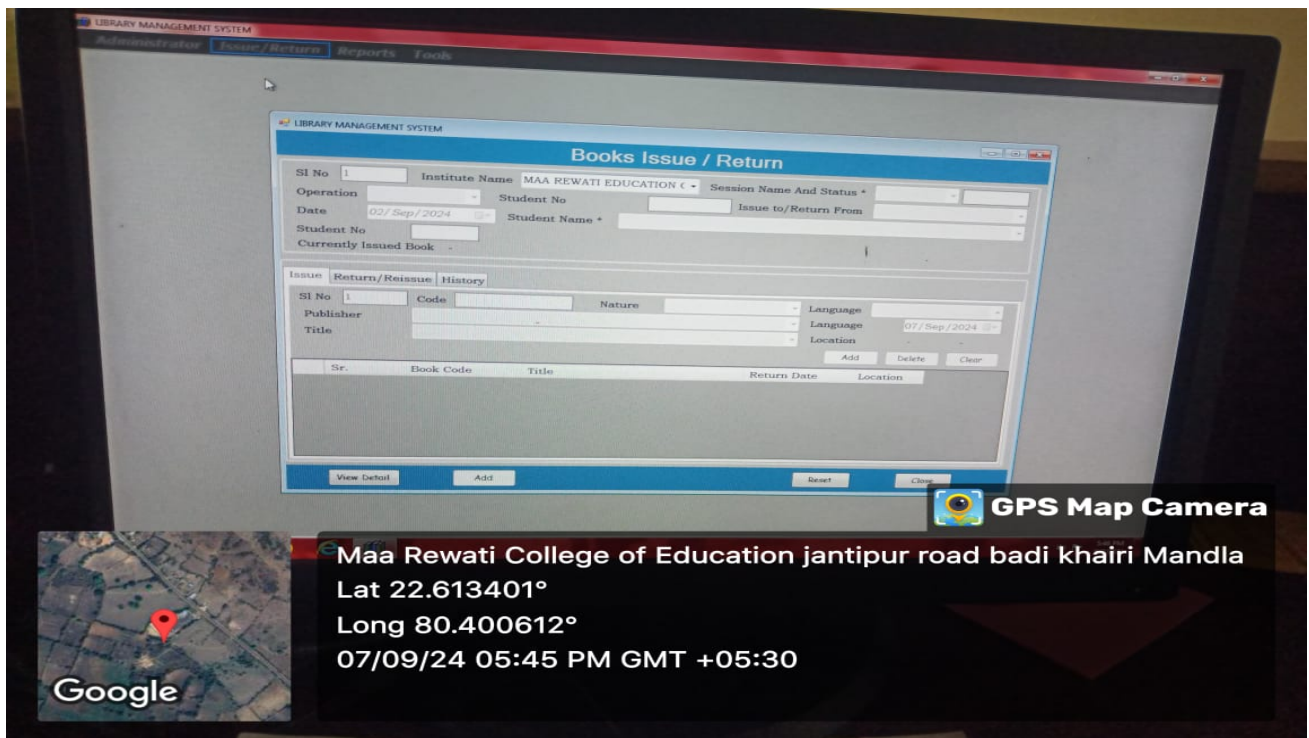 LIBRARY MANAGEMENT SYSTEM
Administrator Issue/Return Reports Tools
LIBRARY MANAGEMENT SYSTEM
Books Issue / Return
Sl No 1 Institute Name MAA REWATI EDUCATION ( Session Name And Status *
Operation Student No Issue to/Return From
Date 02/Sep/2024 Student Name *
Student No
Currently Issued Book -
Issue Return/Reissue History
Sl No 1 Code Nature Language
Publisher Language 07/Sep/2024
Title Location
Add Delete Clear
Sr. Book Code Title Return Date Location
View Detail Add Reset Close
GPS Map Camera
Maa Rewati College of Education jantipur road badi khairi Mandla
Lat 22.613401°
Long 80.400612°
07/09/24 05:45 PM GMT +05:30
Google